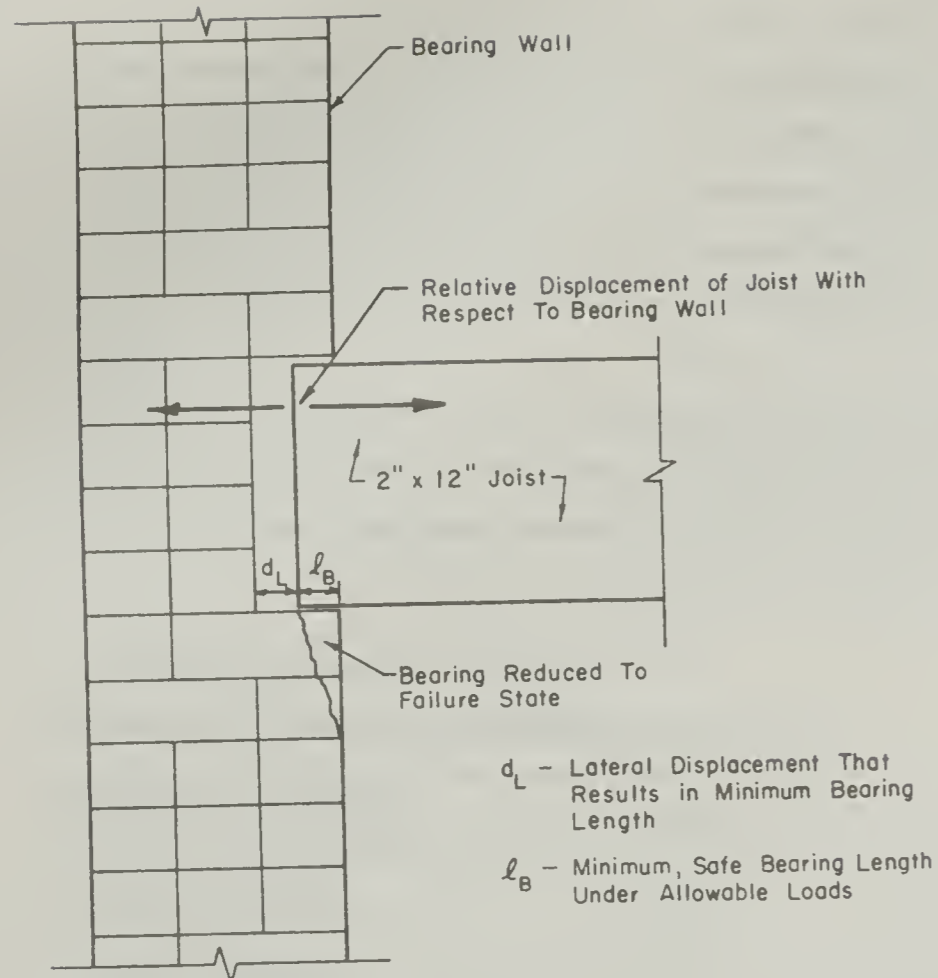 Bearing Wall
Relative Displacement of Joist With
Respect To Bearing Wall
2" x 12" Joist
d_L ℓ_B
Bearing Reduced To
Failure State
d_L – Lateral Displacement That
Results in Minimum Bearing
Length
ℓ_B – Minimum, Safe Bearing Length
Under Allowable Loads